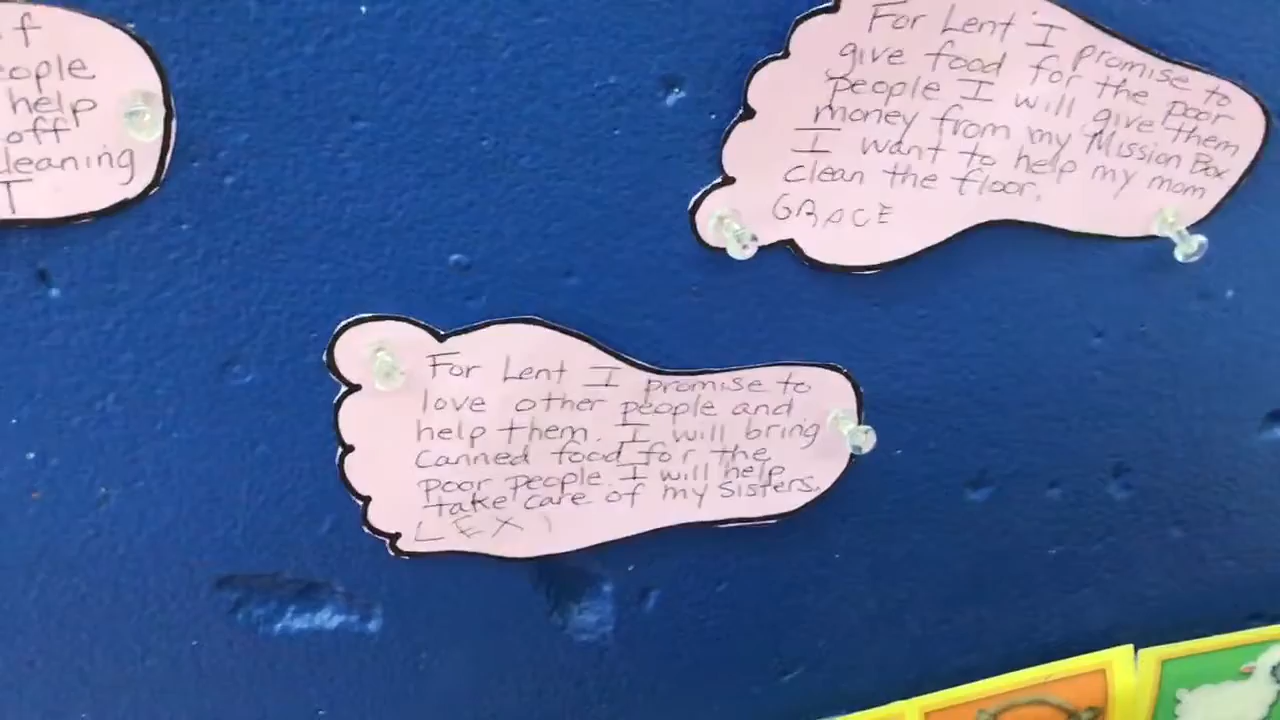 f
eople
help
off
leaning
T
For Lent I promise to
give food for the poor
people I will give them
money from my Mission Box
I want to help my mom
clean the floor.
GRACE
For Lent I promise to
love other people and
help them. I will bring
canned food for the
poor people. I will help
take care of my sisters.
LEXI